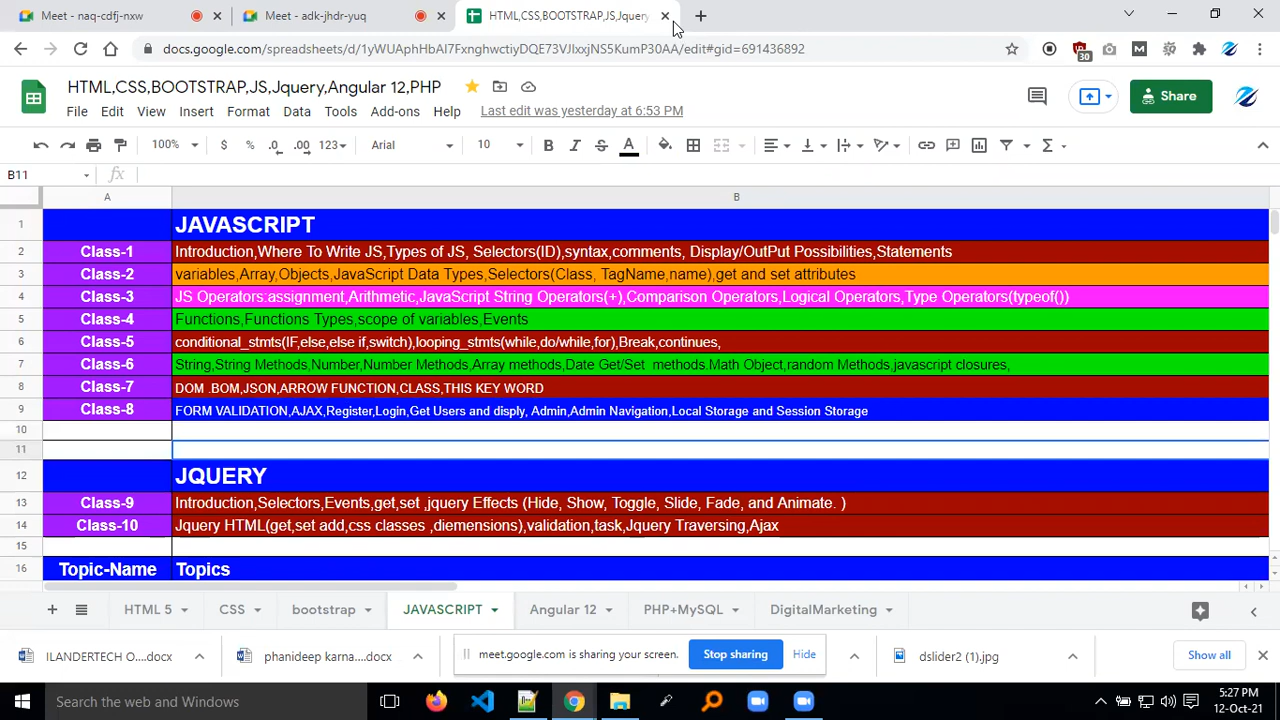 Meet - naq-cdfj-nxw
Meet - adk-jhdr-yuq
HTML,CSS,BOOTSTRAP,JS,Jquery
docs.google.com/spreadsheets/d/1yWUAphHbAI7FxnghwctiyDQE73VJlxxjNS5KumP30AA/edit#gid=691436892
30
HTML,CSS,BOOTSTRAP,JS,Jquery,Angular 12,PHP
File Edit View Insert Format Data Tools Add-ons Help Last edit was yesterday at 6:53 PM
Share
100% $ % .0 .00 123 Arial 10 B I S A
B11 fx
A B
1 JAVASCRIPT
2 Class-1 Introduction,Where To Write JS,Types of JS, Selectors(ID),syntax,comments, Display/OutPut Possibilities,Statements
3 Class-2 variables,Array,Objects,JavaScript Data Types,Selectors(Class, TagName,name),get and set attributes
4 Class-3 JS Operators:assignment,Arithmetic,JavaScript String Operators(+),Comparison Operators,Logical Operators,Type Operators(typeof())
5 Class-4 Functions,Functions Types,scope of variables,Events
6 Class-5 conditional_stmts(IF,else,else if,switch),looping_stmts(while,do/while,for),Break,continues,
7 Class-6 String,String Methods,Number,Number Methods,Array methods,Date Get/Set methods.Math Object,random Methods,javascript closures,
8 Class-7 DOM .BOM,JSON,ARROW FUNCTION,CLASS,THIS KEY WORD
9 Class-8 FORM VALIDATION,AJAX,Register,Login,Get Users and disply, Admin,Admin Navigation,Local Storage and Session Storage
10
11
12 JQUERY
13 Class-9 Introduction,Selectors,Events,get,set ,jquery Effects (Hide, Show, Toggle, Slide, Fade, and Animate. )
14 Class-10 Jquery HTML(get,set add,css classes ,diemensions),validation,task,Jquery Traversing,Ajax
15
16 Topic-Name Topics
HTML 5 CSS bootstrap JAVASCRIPT Angular 12 PHP+MySQL DigitalMarketing
ILANDERTECH O....docx
phanideep karna....docx
meet.google.com is sharing your screen. Stop sharing Hide
dslider2 (1).jpg
Show all
Search the web and Windows
5:27 PM
12-Oct-21